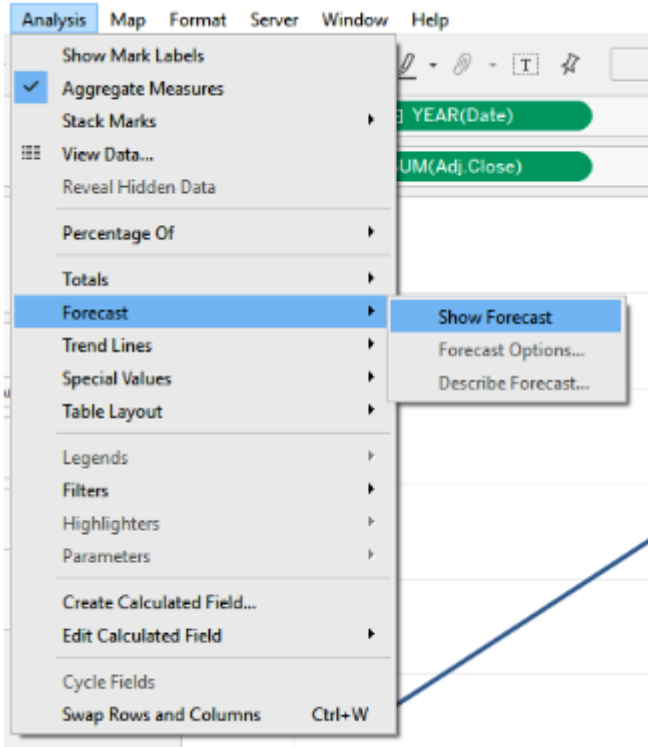 Analysis Map Format Server Window Help
Show Mark Labels
Aggregate Measures
Stack Marks
YEAR(Date)
View Data...
SUM(Adj.Close)
Reveal Hidden Data
Percentage Of
Totals
Forecast
Show Forecast
Trend Lines
Forecast Options...
Special Values
Describe Forecast...
Table Layout
Legends
Filters
Highlighters
Parameters
Create Calculated Field...
Edit Calculated Field
Cycle Fields
Swap Rows and Columns Ctrl+W